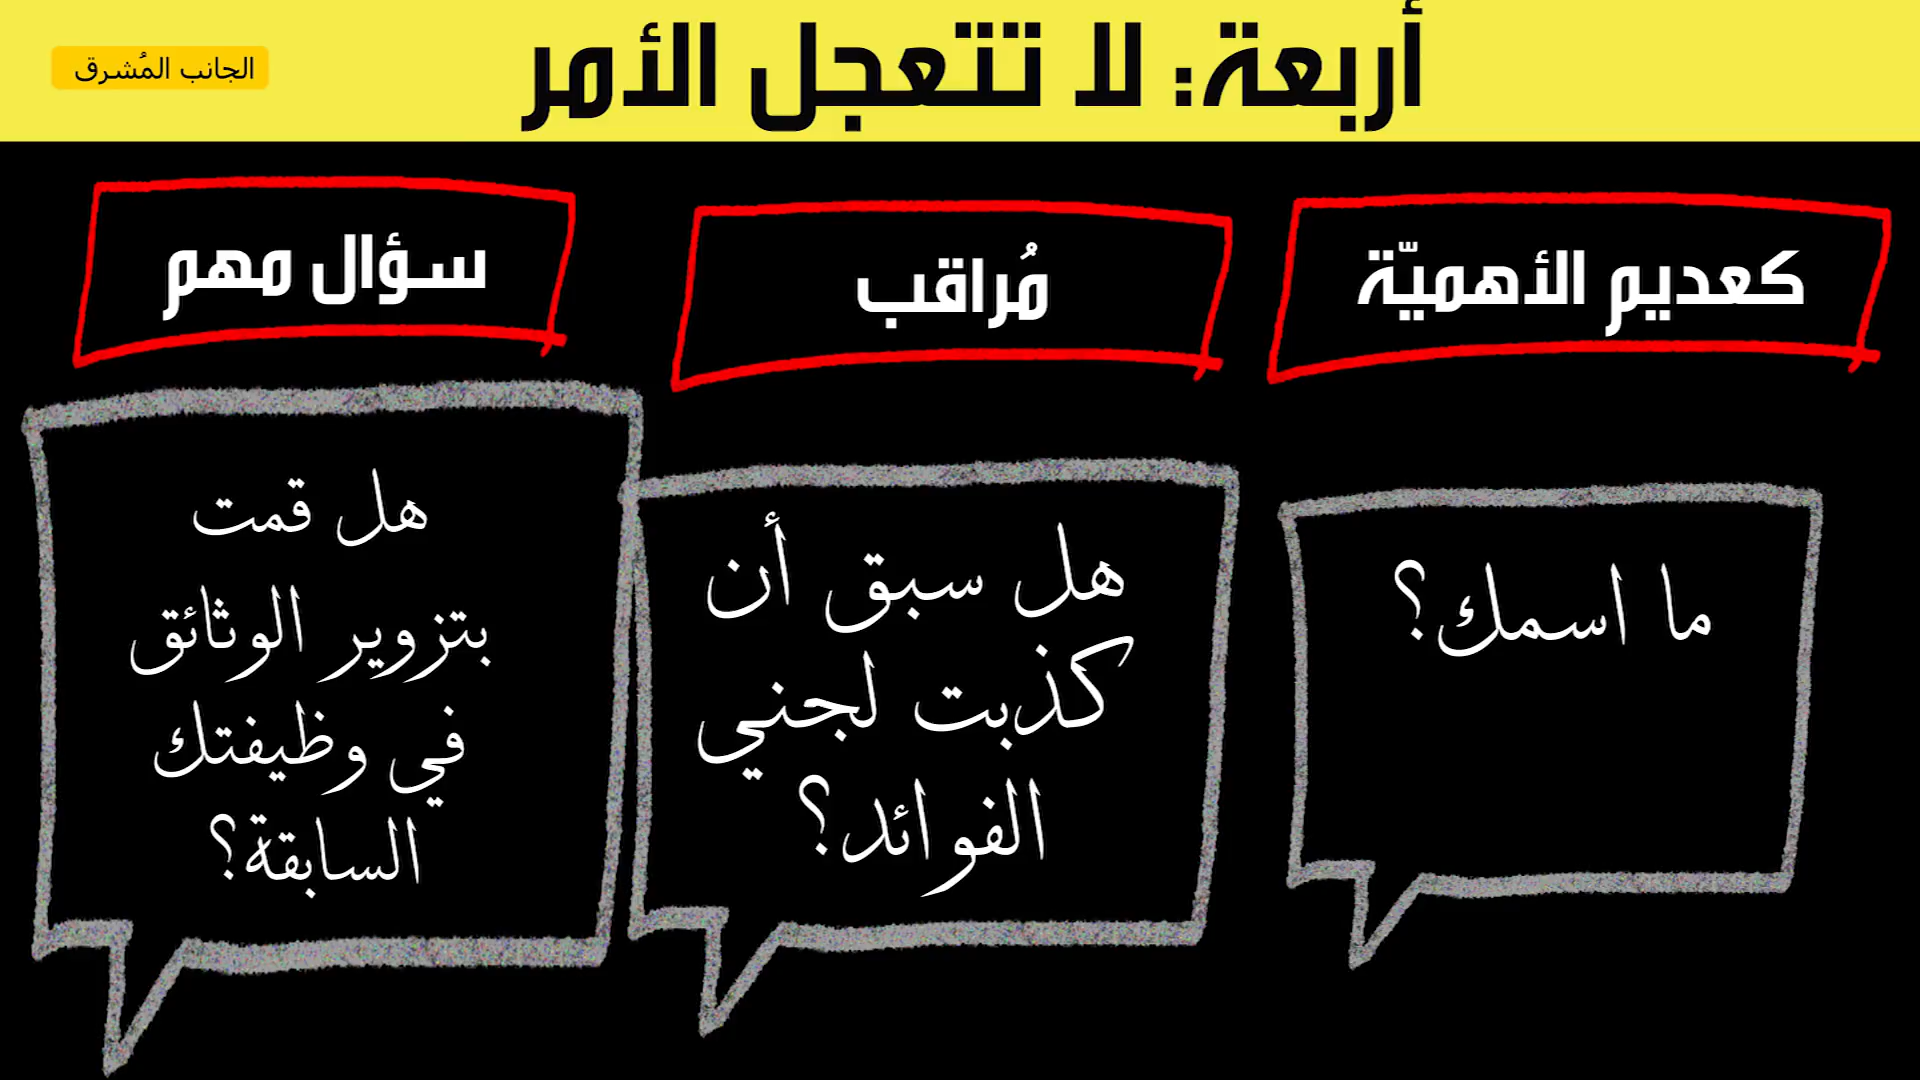 أربعة: لا تتعجل الأمر
الجانب المُشرق
كعديم الأهميّة
مُراقب
سؤال مهم
ما اسمك؟
هل سبق أن
كذبت لجني
الفوائد؟
هل قمت
بتزوير الوثائق
في وظيفتك
السابقة؟